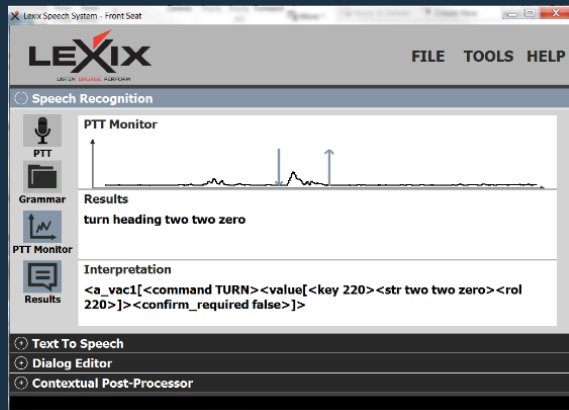 Lexix Speech System - Front Seat
LEXIX
LISTEN ENGAGE PERFORM
FILE TOOLS HELP
Speech Recognition
PTT
Grammar
PTT Monitor
Results
PTT Monitor
Results
turn heading two two zero
Interpretation
<a_vac1[<command TURN><value[<key 220><str two two zero><rol
220>]><confirm_required false>]>
Text To Speech
Dialog Editor
Contextual Post-Processor